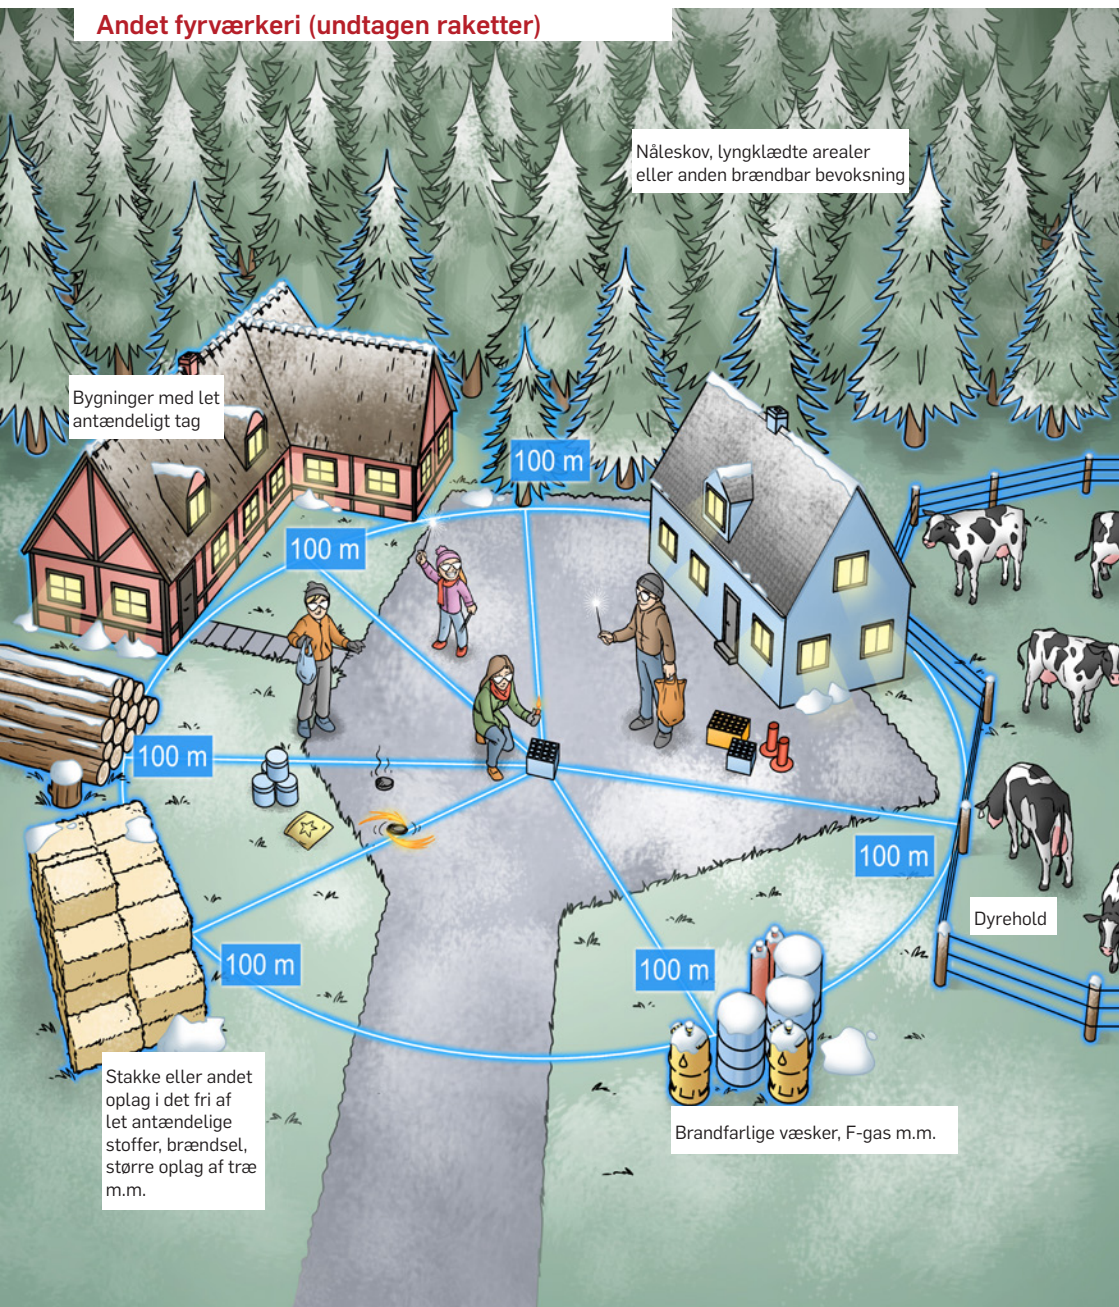 Andet fyrværkeri (undtagen raketter)
Nåleskov, lyngklædte arealer
eller anden brændbar bevoksning
Bygninger med let
antændeligt tag
100 m
100 m
100 m
100 m
Dyrehold
100 m
100 m
Stakke eller andet
oplag i det fri af
let antændelige
stoffer, brændsel,
større oplag af træ
m.m.
Brandfarlige væsker, F-gas m.m.